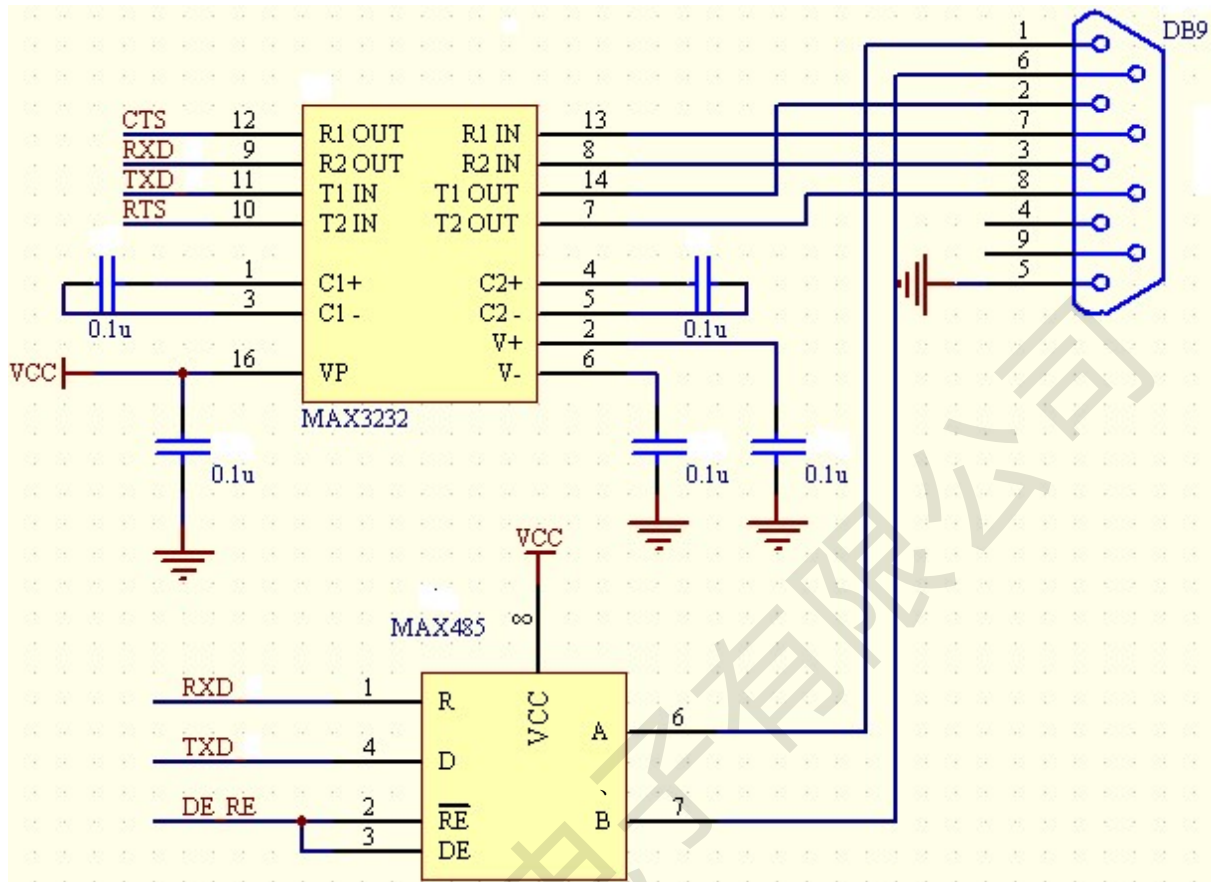 DB9
1
6
2
7
3
8
4
9
5
CTS 12 R1 OUT R1 IN 13
RXD 9 R2 OUT R2 IN 8
TXD 11 T1 IN T1 OUT 14
RTS 10 T2 IN T2 OUT 7
1 C1+ C2+ 4
3 C1 - C2 - 5
0.1u 0.1u
V+ 2
VCC 16 VP V- 6
MAX3232
0.1u 0.1u 0.1u
VCC
MAX485 8
RXD 1 R VCC A 6
TXD 4 D
DE RE 2 RE B 7
3 DE
电子有限公司